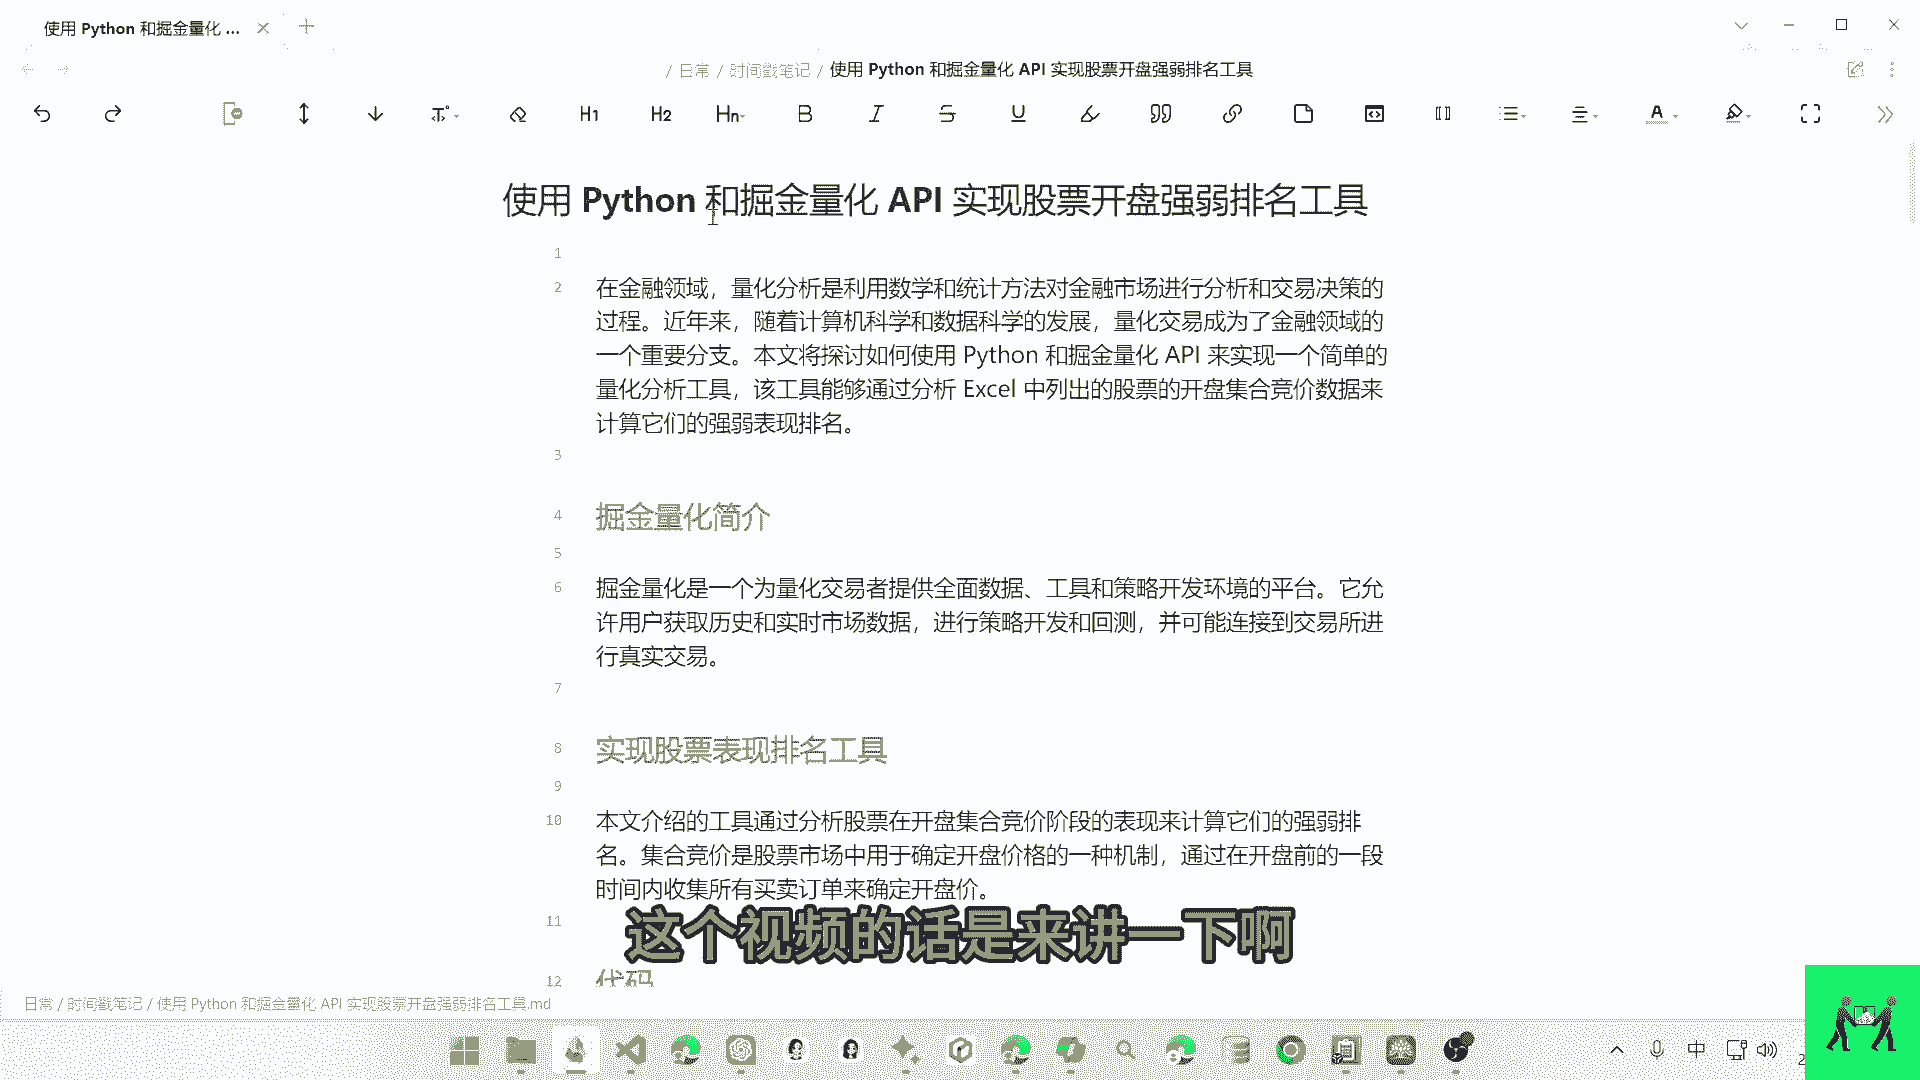 使用 Python 和掘金量化 ...
/ 日常 / 时间戳笔记 / 使用 Python 和掘金量化 API 实现股票开盘强弱排名工具
H1 H2 Hn B I S U A
使用 Python 和掘金量化 API 实现股票开盘强弱排名工具
1
2 在金融领域，量化分析是利用数学和统计方法对金融市场进行分析和交易决策的
过程。近年来，随着计算机科学和数据科学的发展，量化交易成为了金融领域的
一个重要分支。本文将探讨如何使用 Python 和掘金量化 API 来实现一个简单的
量化分析工具，该工具能够通过分析 Excel 中列出的股票的开盘集合竞价数据来
计算它们的强弱表现排名。
3
4 掘金量化简介
5
6 掘金量化是一个为量化交易者提供全面数据、工具和策略开发环境的平台。它允
许用户获取历史和实时市场数据，进行策略开发和回测，并可能连接到交易所进
行真实交易。
7
8 实现股票表现排名工具
9
10 本文介绍的工具通过分析股票在开盘集合竞价阶段的表现来计算它们的强弱排
名。集合竞价是股票市场中用于确定开盘价格的一种机制，通过在开盘前的一段
时间内收集所有买卖订单来确定开盘价。
11
这个视频的话是来讲一下啊
12 代码
日常 / 时间戳笔记 / 使用 Python 和掘金量化 API 实现股票开盘强弱排名工具.md
中